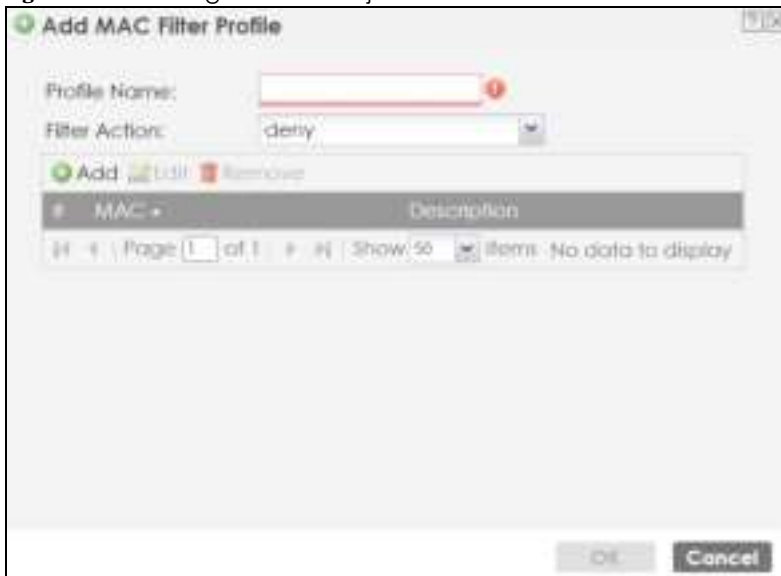 Add MAC Filter Profile
Profile Name:
Filter Action: deny
Add Edit Remove
# MAC Description
Page 1 of 1 Show 50 items No data to display
OK Cancel